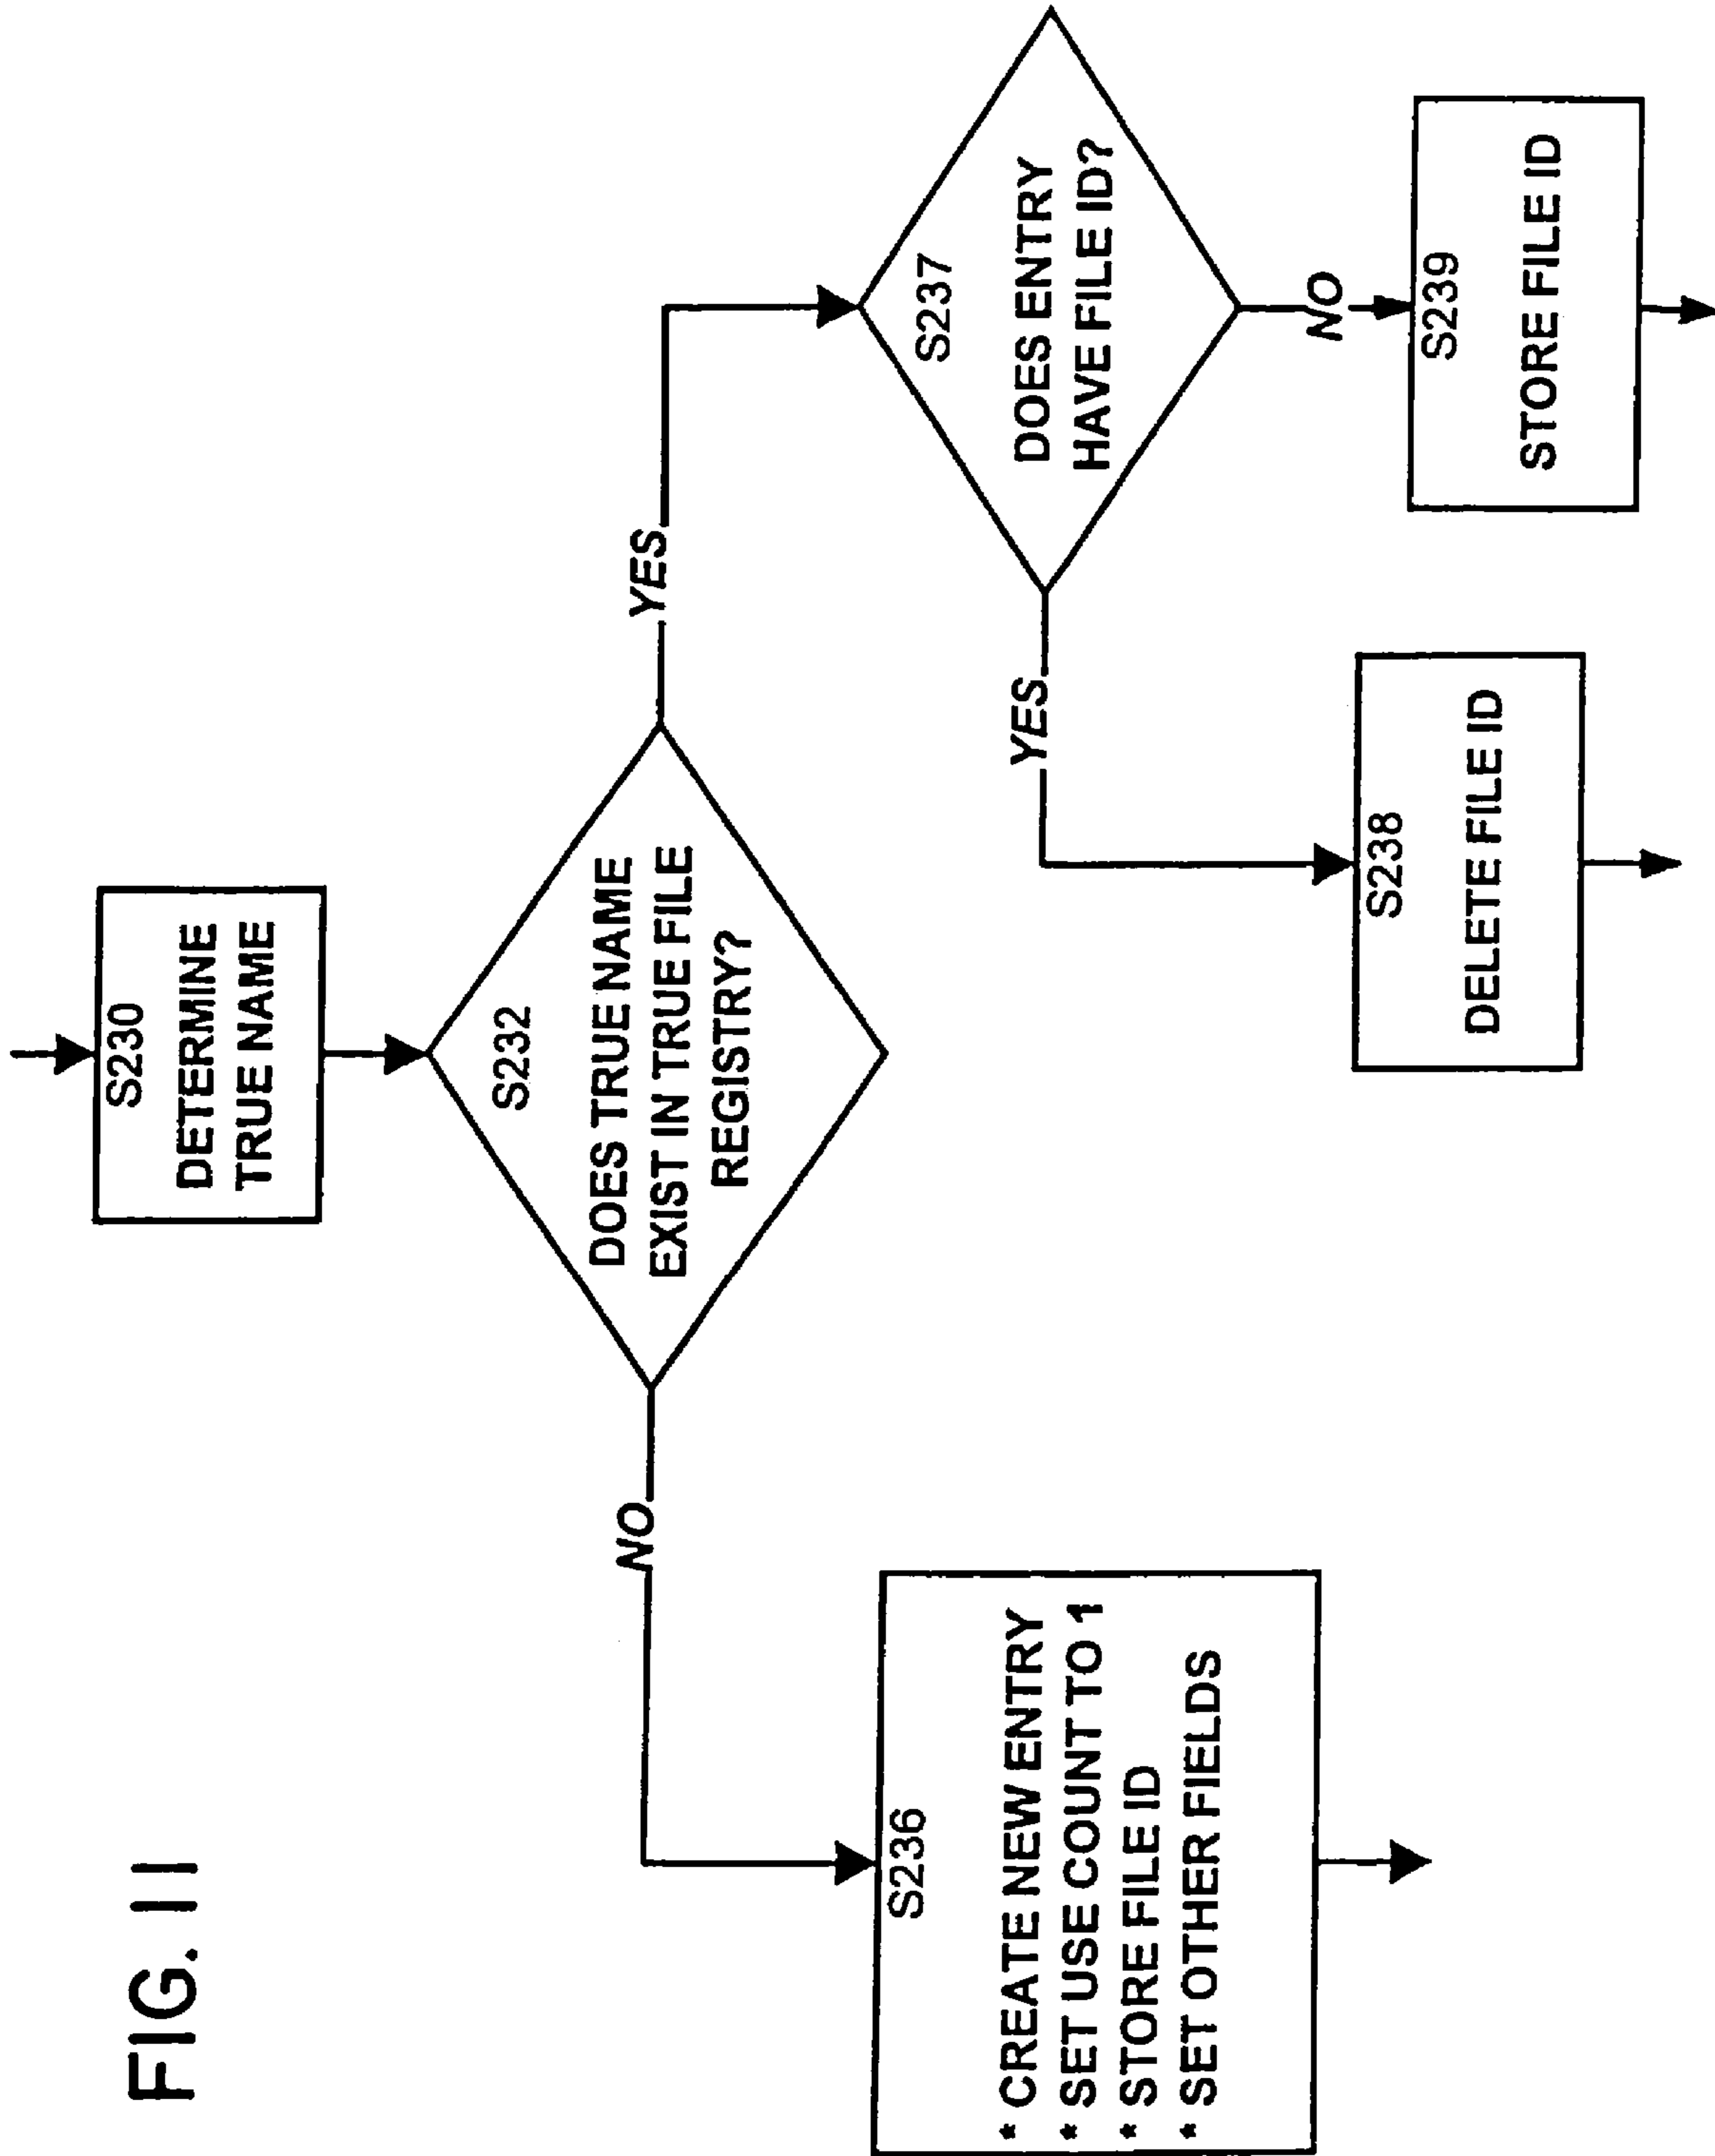 FIG. 11
S230
DETERMINE
TRUE NAME
S232
DOES TRUE NAME
EXIST IN TRUE FILE
REGISTRY?
NO
YES
S236
* CREATE NEW ENTRY
* SET USE COUNT TO 1
* STORE FILE ID
* SET OTHER FIELDS
S237
DOES ENTRY
HAVE FILE ID?
YES
NO
S238
DELETE FILE ID
S239
STORE FILE ID